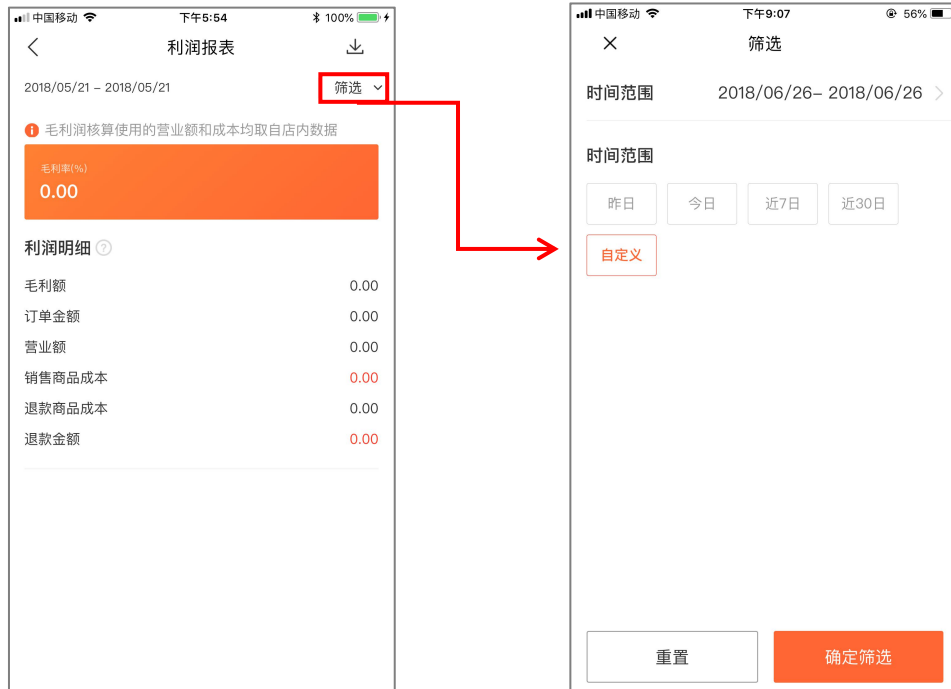 中国移动 下午5:54 100%
利润报表
2018/05/21 – 2018/05/21 筛选
毛利润核算使用的营业额和成本均取自店内数据
毛利率(%)
0.00
利润明细
毛利额 0.00
订单金额 0.00
营业额 0.00
销售商品成本 0.00
退款商品成本 0.00
退款金额 0.00
中国移动 下午9:07 56%
筛选
时间范围 2018/06/26– 2018/06/26
时间范围
昨日 今日 近7日 近30日
自定义
重置 确定筛选